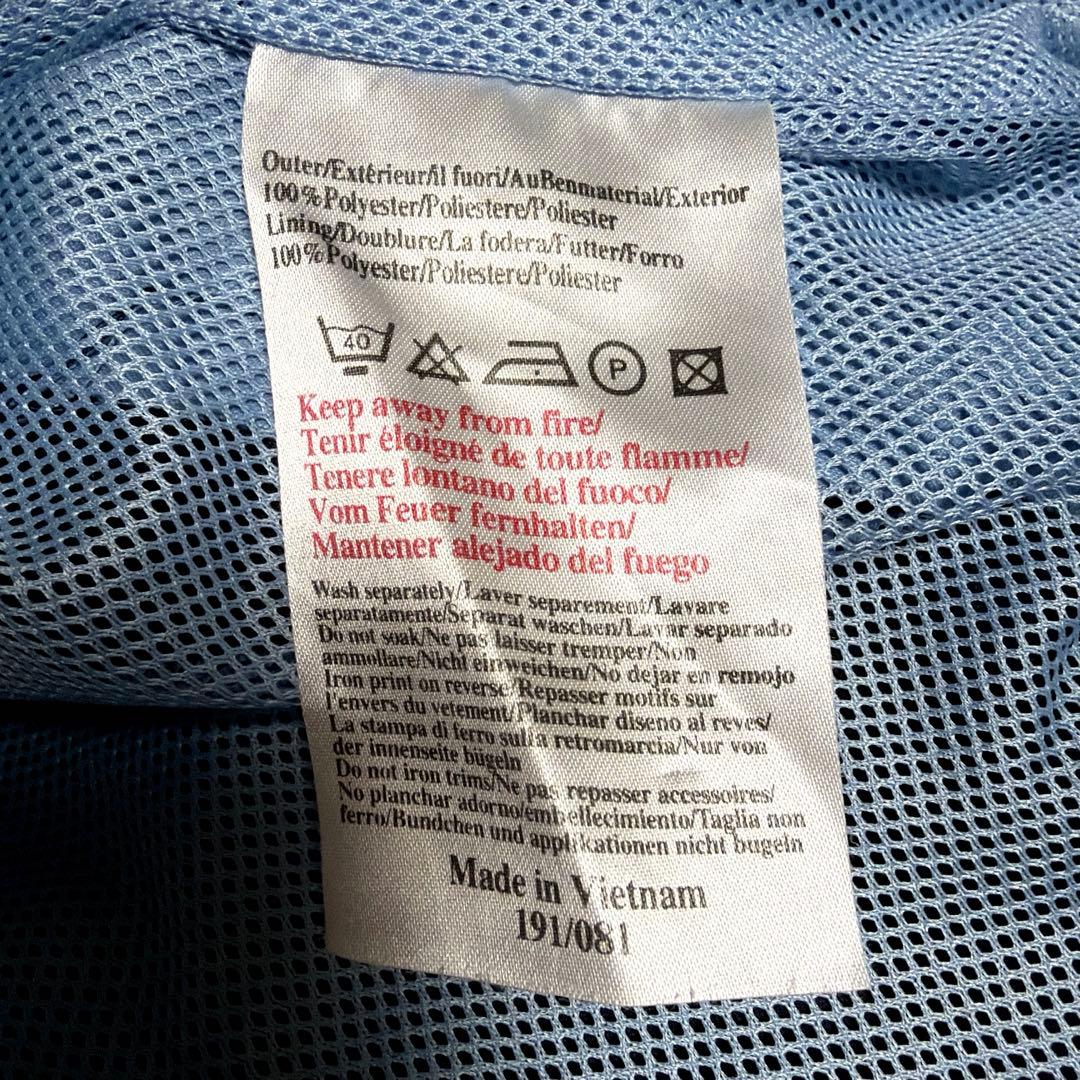 Outer/Extérieur/il fuori/AuBenmaterial/Exterior
100%Polyester/Poliestere/Poliester
Lining/Doublure/La fodera/Futter/Forro
100%Polyester/Poliestere/Poliester
40 P
Keep away from fire/
Tenir éloigné de toute flamme/
Tenere lontano del fuoco/
Vom Feuer fernhalten/
Mantener alejado del fuego
Wash separately/Laver separement/Lavare
separatamente/Separat waschen/Lavar separado
Do not soak/Ne pas laisser tremper/Non
ammollare/Nicht einweichen/No dejar en remojo
Iron print on reverse/Repasser motifs sur
l'envers du vetement/Planchar diseno al reves/
La stampa di ferro sulla retromarcia/Nur von
der innenseite bügeln
Do not iron trims/Ne pas repasser accessoires/
No planchar adorno/embellecimiento/Taglia non
ferro/Bundchen und applikationen nicht bugeln
Made in Vietnam
191/081